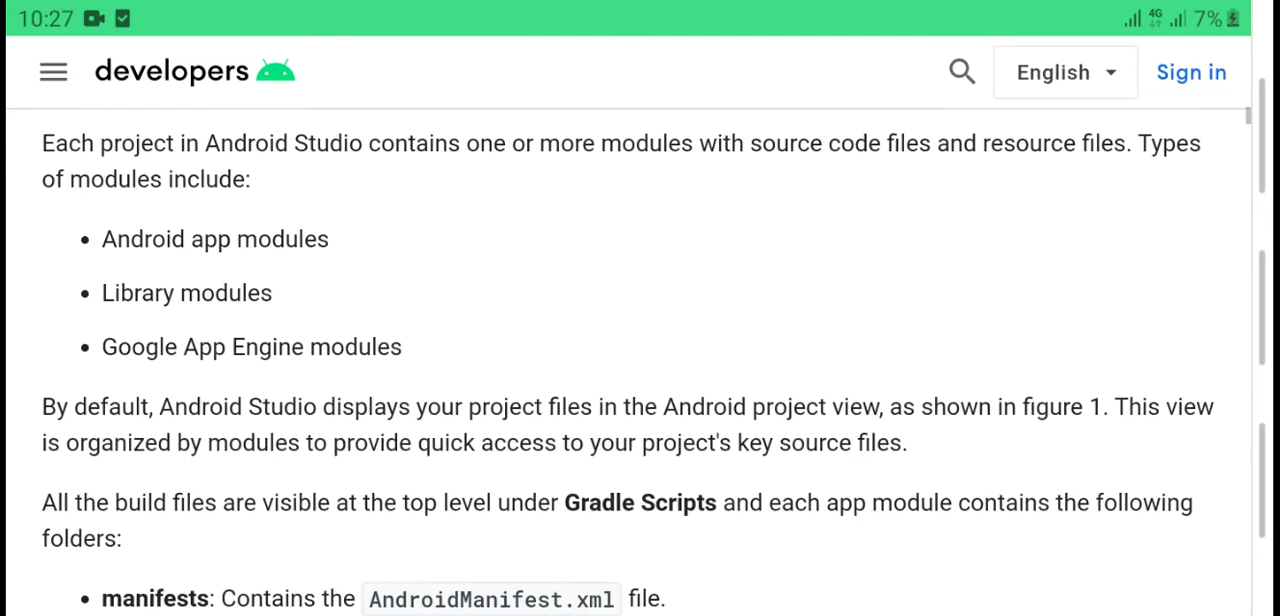 10:27 4G 7%
developers English Sign in
Each project in Android Studio contains one or more modules with source code files and resource files. Types
of modules include:
• Android app modules
• Library modules
• Google App Engine modules
By default, Android Studio displays your project files in the Android project view, as shown in figure 1. This view
is organized by modules to provide quick access to your project's key source files.
All the build files are visible at the top level under Gradle Scripts and each app module contains the following
folders:
• manifests: Contains the AndroidManifest.xml file.